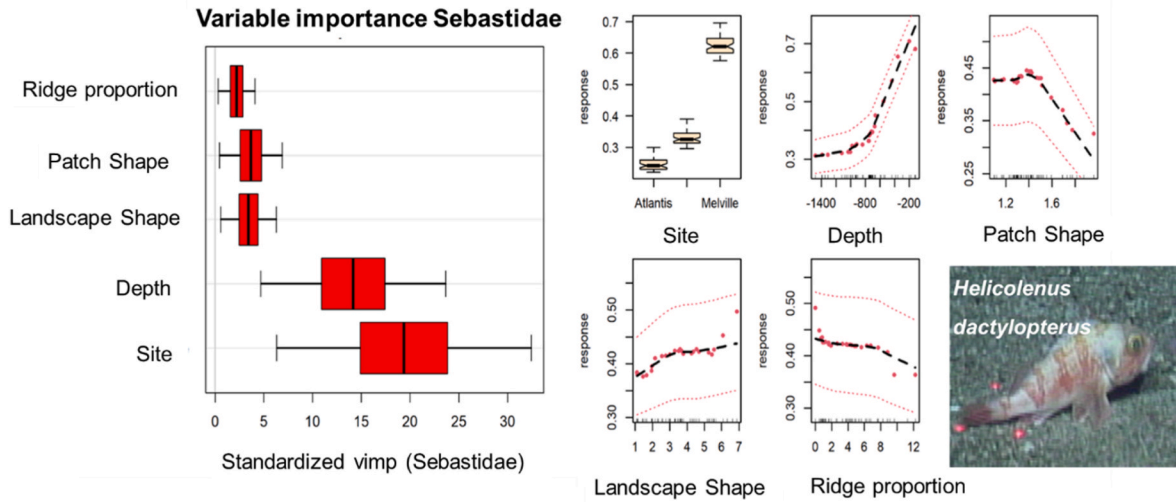 Variable importance Sebastidae
Ridge proportion
Patch Shape
Landscape Shape
Depth
Site
0 5 10 15 20 25 30
Standardized vimp (Sebastidae)
response
0.7
0.6
0.5
0.4
0.3
Atlantis Melville
Site
response
0.7
0.5
0.3
-1400 -800 -200
Depth
response
0.45
0.35
0.25
1.2 1.6
Patch Shape
response
0.50
0.40
0.30
1 2 3 4 5 6 7
Landscape Shape
response
0.50
0.40
0.30
0 2 4 6 8 12
Ridge proportion
Helicolenus
dactylopterus